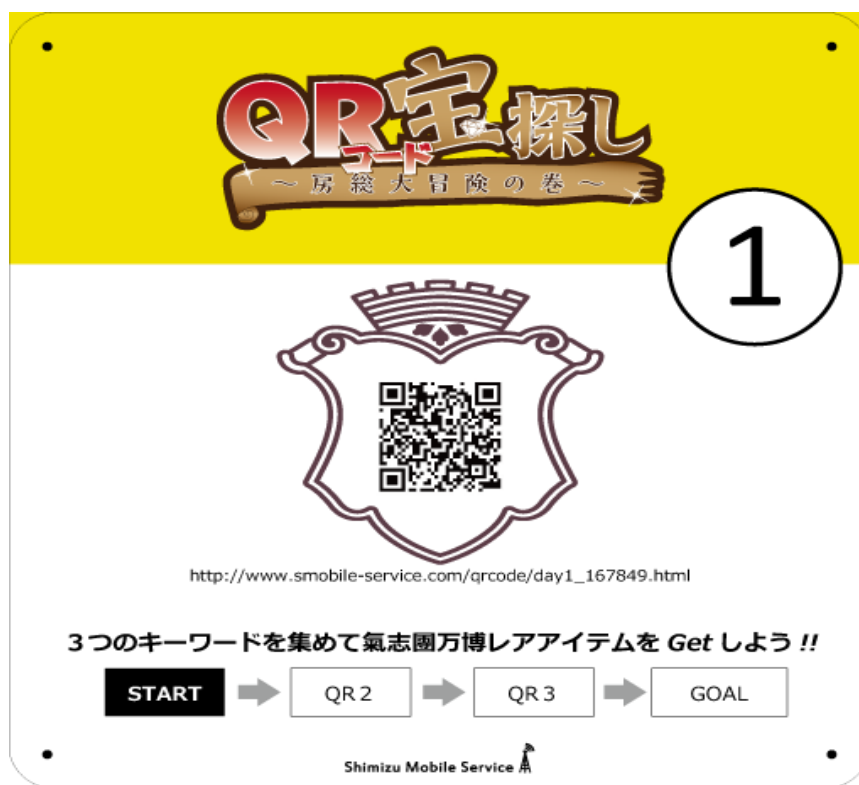 QRコード宝探し
～房総大冒険の巻～
1
http://www.smobile-service.com/qrcode/day1_167849.html
３つのキーワードを集めて氣志團万博レアアイテムを Get しよう !!
START QR 2 QR 3 GOAL
Shimizu Mobile Service